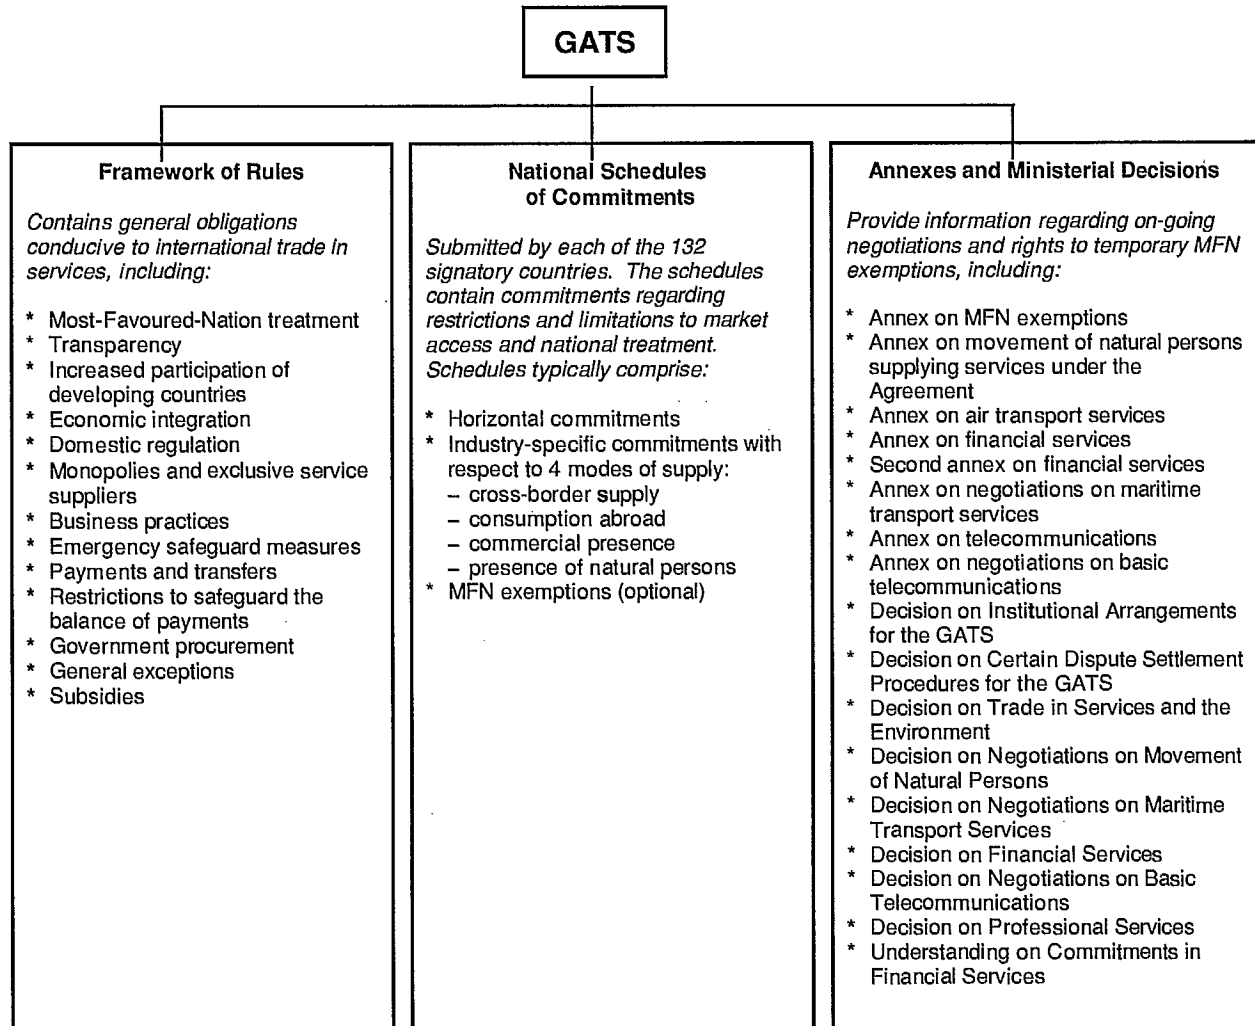 GATS
Framework of Rules
Contains general obligations
conducive to international trade in
services, including:
* Most-Favoured-Nation treatment
* Transparency
* Increased participation of
developing countries
* Economic integration
* Domestic regulation
* Monopolies and exclusive service
suppliers
* Business practices
* Emergency safeguard measures
* Payments and transfers
* Restrictions to safeguard the
balance of payments
* Government procurement
* General exceptions
* Subsidies
National Schedules
of Commitments
Submitted by each of the 132
signatory countries. The schedules
contain commitments regarding
restrictions and limitations to market
access and national treatment.
Schedules typically comprise:
* Horizontal commitments
* Industry-specific commitments with
respect to 4 modes of supply:
– cross-border supply
– consumption abroad
– commercial presence
– presence of natural persons
* MFN exemptions (optional)
Annexes and Ministerial Decisions
Provide information regarding on-going
negotiations and rights to temporary MFN
exemptions, including:
* Annex on MFN exemptions
* Annex on movement of natural persons
supplying services under the
Agreement
* Annex on air transport services
* Annex on financial services
* Second annex on financial services
* Annex on negotiations on maritime
transport services
* Annex on telecommunications
* Annex on negotiations on basic
telecommunications
* Decision on Institutional Arrangements
for the GATS
* Decision on Certain Dispute Settlement
Procedures for the GATS
* Decision on Trade in Services and the
Environment
* Decision on Negotiations on Movement
of Natural Persons
* Decision on Negotiations on Maritime
Transport Services
* Decision on Financial Services
* Decision on Negotiations on Basic
Telecommunications
* Decision on Professional Services
* Understanding on Commitments in
Financial Services